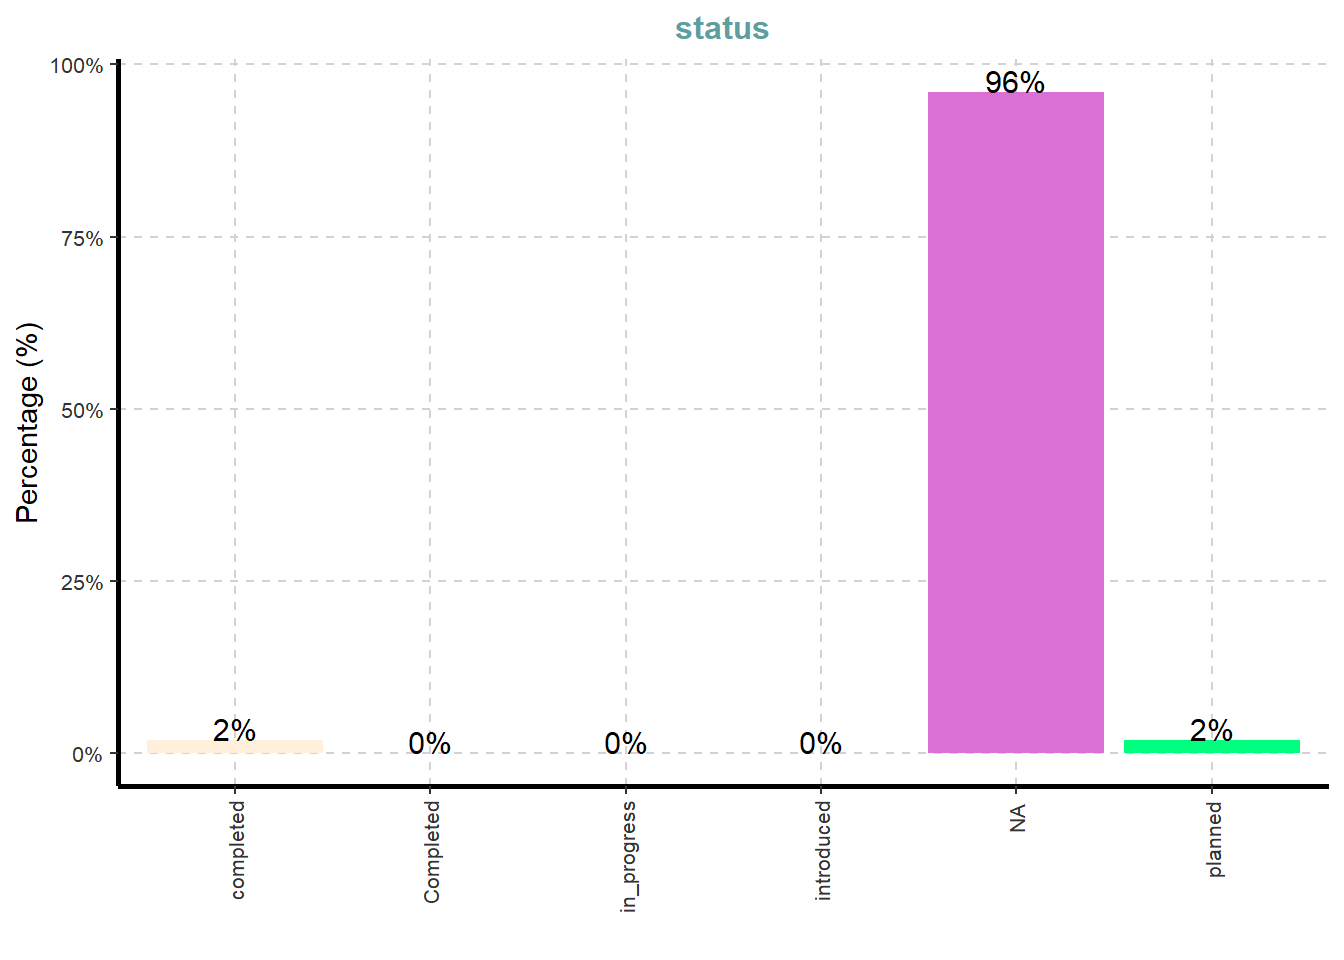 status
100%
75%
50%
25%
0%
Percentage (%)
2%
0%
0%
0%
96%
2%
completed
Completed
in_progress
introduced
NA
planned